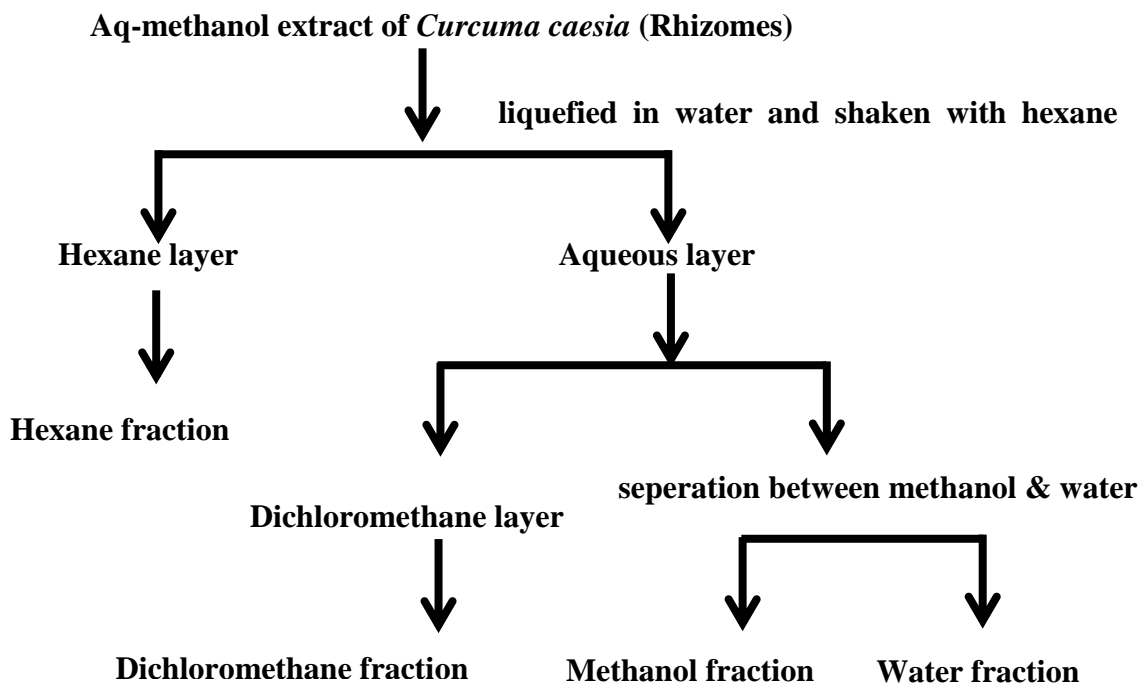 Aq-methanol extract of Curcuma caesia (Rhizomes)
liquefied in water and shaken with hexane
Hexane layer
Aqueous layer
Hexane fraction
seperation between methanol & water
Dichloromethane layer
Dichloromethane fraction
Methanol fraction
Water fraction